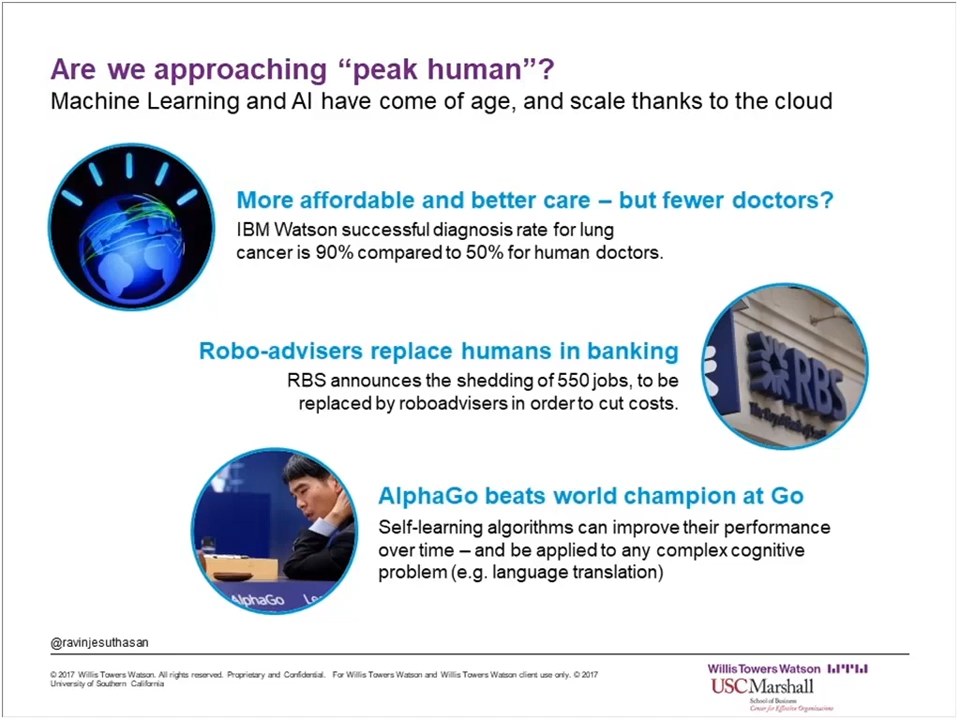 Are we approaching “peak human”?
Machine Learning and AI have come of age, and scale thanks to the cloud
More affordable and better care – but fewer doctors?
IBM Watson successful diagnosis rate for lung
cancer is 90% compared to 50% for human doctors.
Robo-advisers replace humans in banking
RBS announces the shedding of 550 jobs, to be
replaced by roboadvisers in order to cut costs.
RBS
AlphaGo beats world champion at Go
Self-learning algorithms can improve their performance
over time – and be applied to any complex cognitive
problem (e.g. language translation)
AlphaGo
@ravinjesuthasan
© 2017 Willis Towers Watson. All rights reserved. Proprietary and Confidential. For Willis Towers Watson and Willis Towers Watson client use only. © 2017
University of Southern California
Willis Towers Watson
USC Marshall
School of Business
Center for Effective Organizations